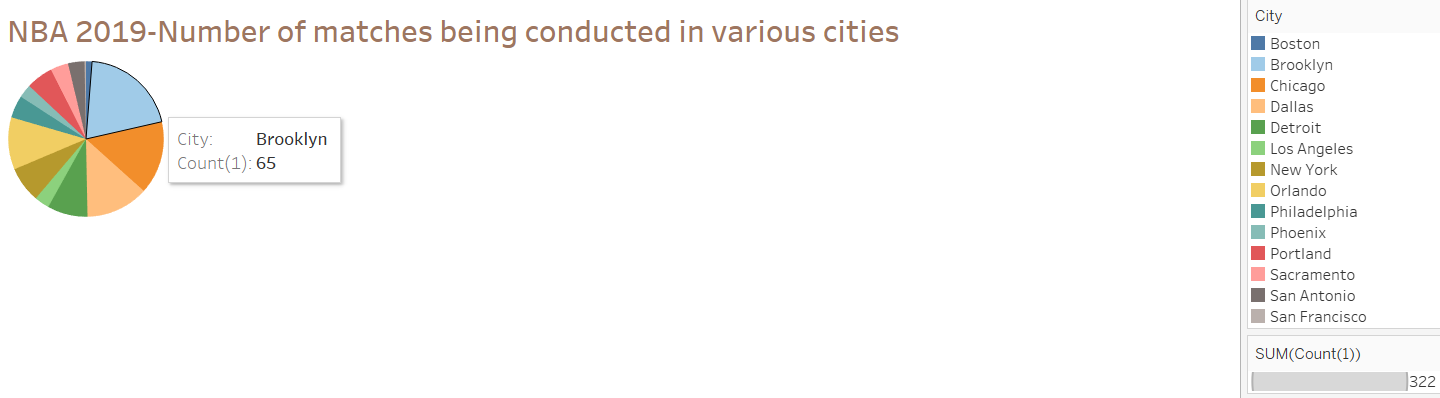 NBA 2019-Number of matches being conducted in various cities
City: Brooklyn
Count(1): 65
City
Boston
Brooklyn
Chicago
Dallas
Detroit
Los Angeles
New York
Orlando
Philadelphia
Phoenix
Portland
Sacramento
San Antonio
San Francisco
SUM(Count(1))
322